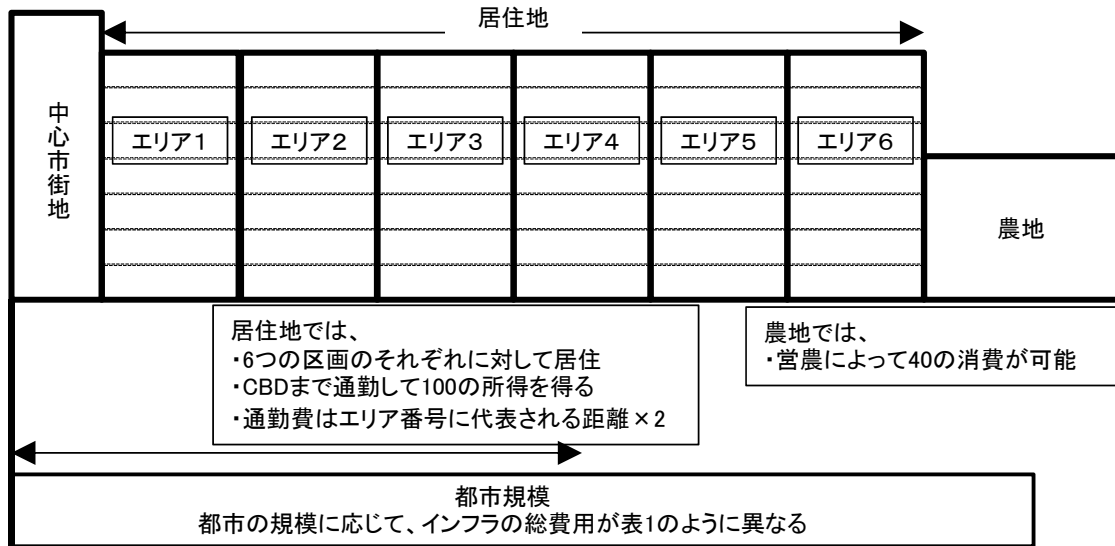 居住地
中心市街地
エリア1
エリア2
エリア3
エリア4
エリア5
エリア6
農地
居住地では、
・6つの区画のそれぞれに対して居住
・CBDまで通勤して100の所得を得る
・通勤費はエリア番号に代表される距離×2
農地では、
・営農によって40の消費が可能
都市規模
都市の規模に応じて、インフラの総費用が表1のように異なる